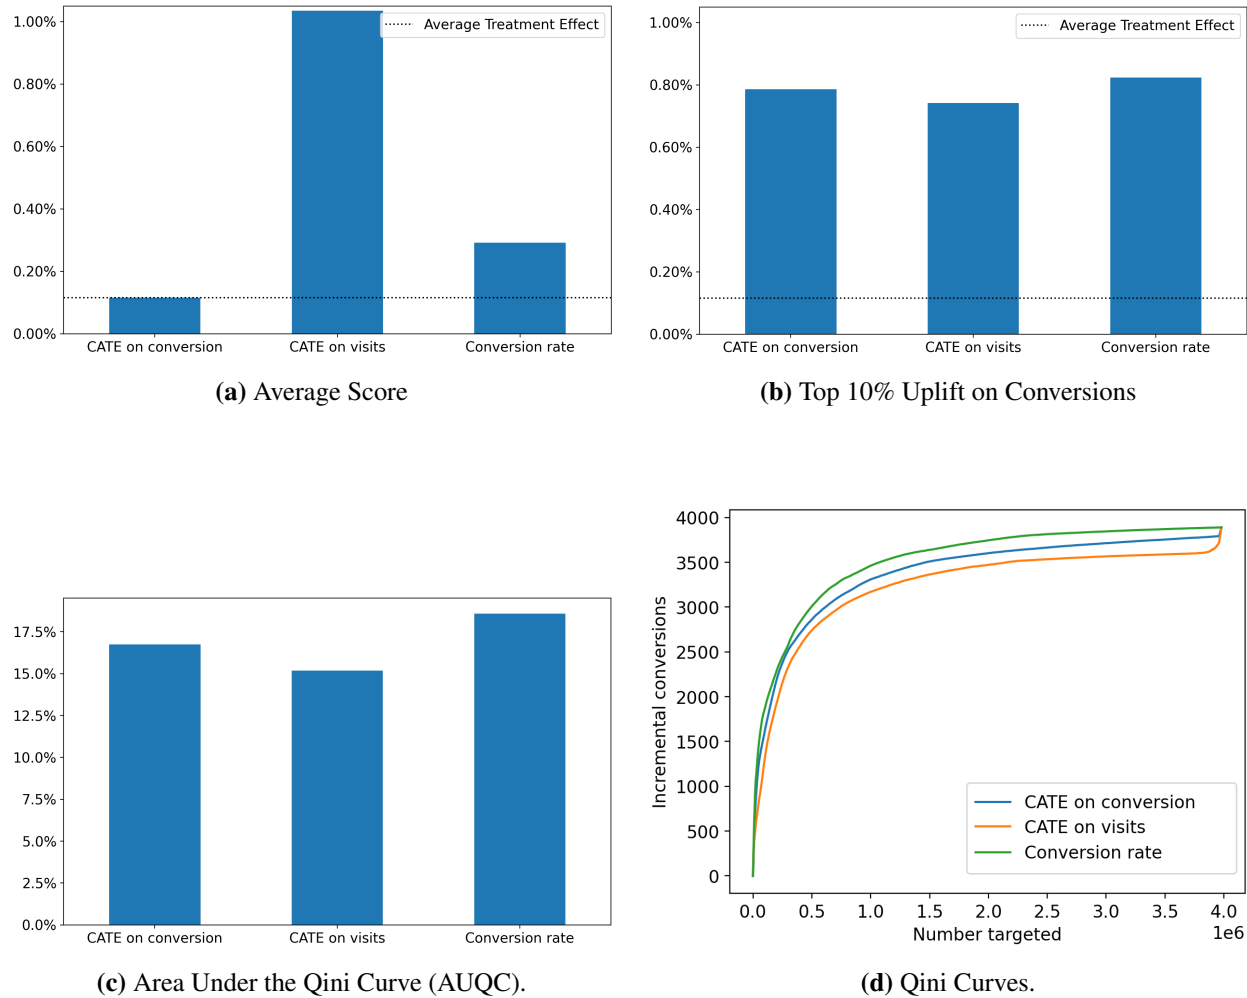 1.00%
0.80%
0.60%
0.40%
0.20%
0.00%
Average Treatment Effect
CATE on conversion CATE on visits Conversion rate
(a) Average Score
1.00%
0.80%
0.60%
0.40%
0.20%
0.00%
Average Treatment Effect
CATE on conversion CATE on visits Conversion rate
(b) Top 10% Uplift on Conversions
17.5%
15.0%
12.5%
10.0%
7.5%
5.0%
2.5%
0.0%
CATE on conversion CATE on visits Conversion rate
(c) Area Under the Qini Curve (AUQC).
Incremental conversions
4000
3500
3000
2500
2000
1500
1000
500
0
CATE on conversion
CATE on visits
Conversion rate
0.0 0.5 1.0 1.5 2.0 2.5 3.0 3.5 4.0
Number targeted
1e6
(d) Qini Curves.